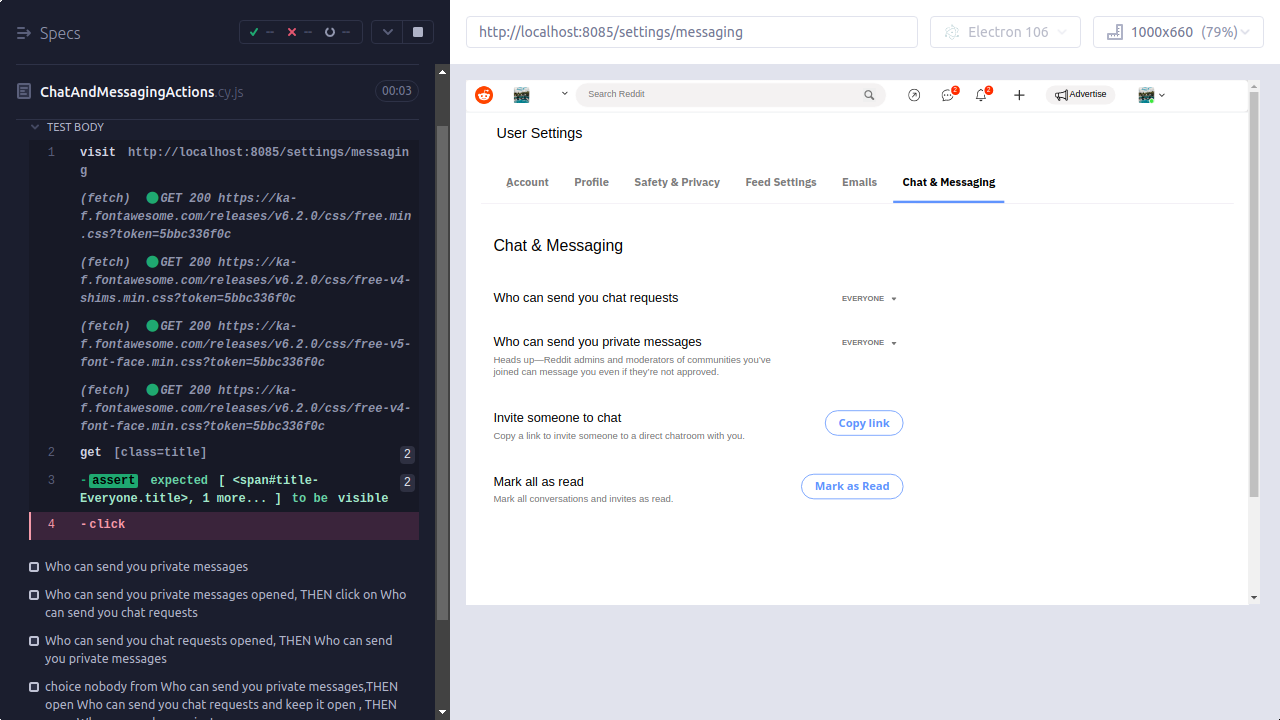 Specs
✓ -- ✕ -- --
http://localhost:8085/settings/messaging
Electron 106
1000x660 (79%)
ChatAndMessagingActions.cy.js
00:03
TEST BODY
1 visit http://localhost:8085/settings/messagin
g
(fetch) GET 200 https://ka-
f.fontawesome.com/releases/v6.2.0/css/free.min
.css?token=5bbc336f0c
(fetch) GET 200 https://ka-
f.fontawesome.com/releases/v6.2.0/css/free-v4-
shims.min.css?token=5bbc336f0c
(fetch) GET 200 https://ka-
f.fontawesome.com/releases/v6.2.0/css/free-v5-
font-face.min.css?token=5bbc336f0c
(fetch) GET 200 https://ka-
f.fontawesome.com/releases/v6.2.0/css/free-v4-
font-face.min.css?token=5bbc336f0c
2 get [class=title] 2
3 -assert expected [ <span#title- 2
Everyone.title>, 1 more... ] to be visible
4 -click
Who can send you private messages
Who can send you private messages opened, THEN click on Who
can send you chat requests
Who can send you chat requests opened, THEN Who can send
you private messages
choice nobody from Who can send you private messages,THEN
open Who can send you chat requests and keep it open , THEN
Search Reddit
2
2
Advertise
User Settings
Account Profile Safety & Privacy Feed Settings Emails Chat & Messaging
Chat & Messaging
Who can send you chat requests
EVERYONE
Who can send you private messages
EVERYONE
Heads up—Reddit admins and moderators of communities you've
joined can message you even if they're not approved.
Invite someone to chat
Copy a link to invite someone to a direct chatroom with you.
Copy link
Mark all as read
Mark all conversations and invites as read.
Mark as Read